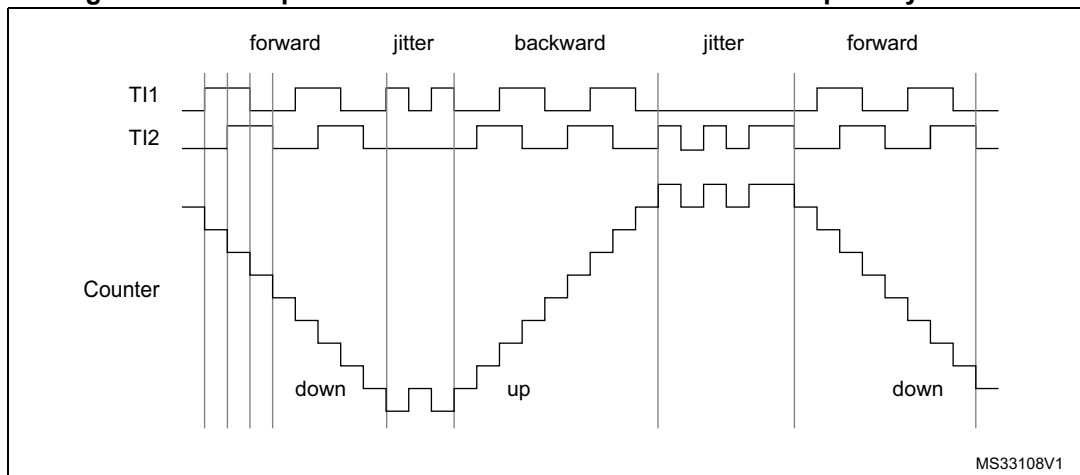 forward jitter backward jitter forward
TI1
TI2
Counter
down up down
MS33108V1